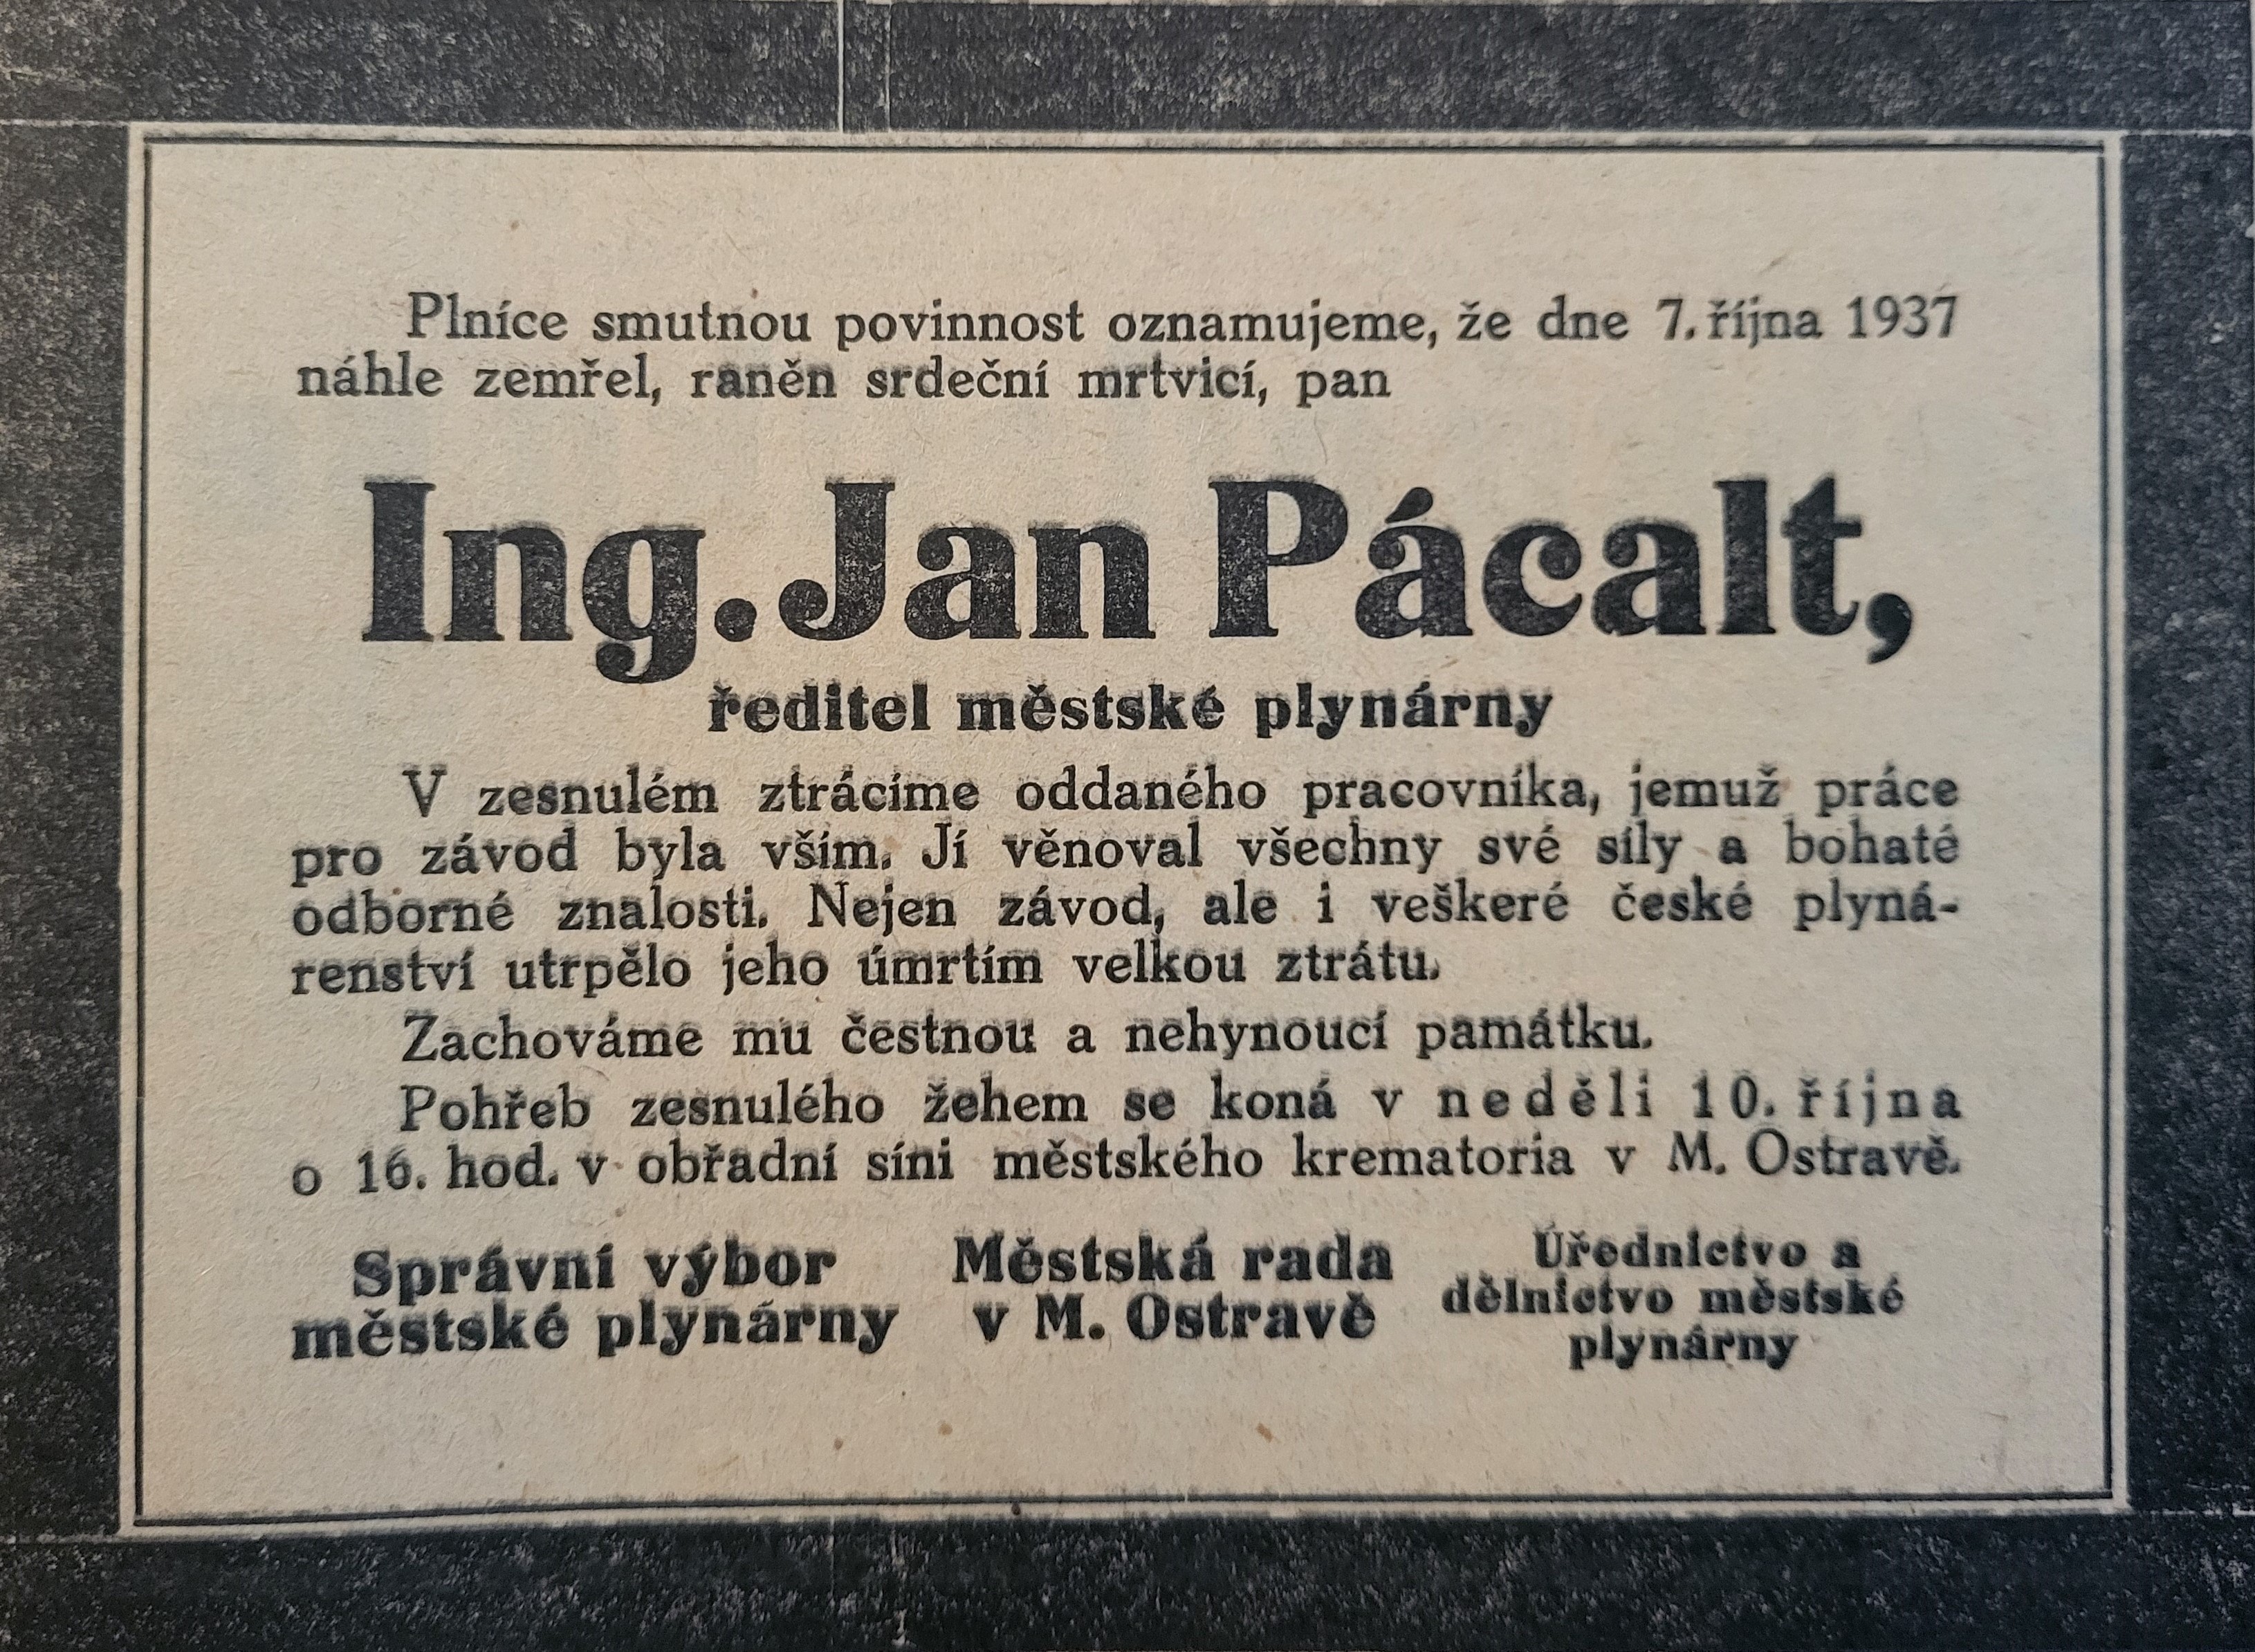 Plníce smutnou povinnost oznamujeme, že dne 7. října 1937
náhle zemřel, raněn srdeční mrtvicí, pan
Ing. Jan Pácalt,
ředitel městské plynárny
V zesnulém ztrácíme oddaného pracovníka, jemuž práce
pro závod byla vším. Jí věnoval všechny své síly a bohaté
odborné znalosti. Nejen závod, ale i veškeré české plyná-
renství utrpělo jeho úmrtím velkou ztrátu.
Zachováme mu čestnou a nehynoucí památku.
Pohřeb zesnulého žehem se koná v neděli 10. října
o 16. hod. v obřadní síni městského krematoria v M. Ostravě.
Správní výbor
městské plynárny
Městská rada
v M. Ostravě
Úřednictvo a
dělnictvo městské
plynárny